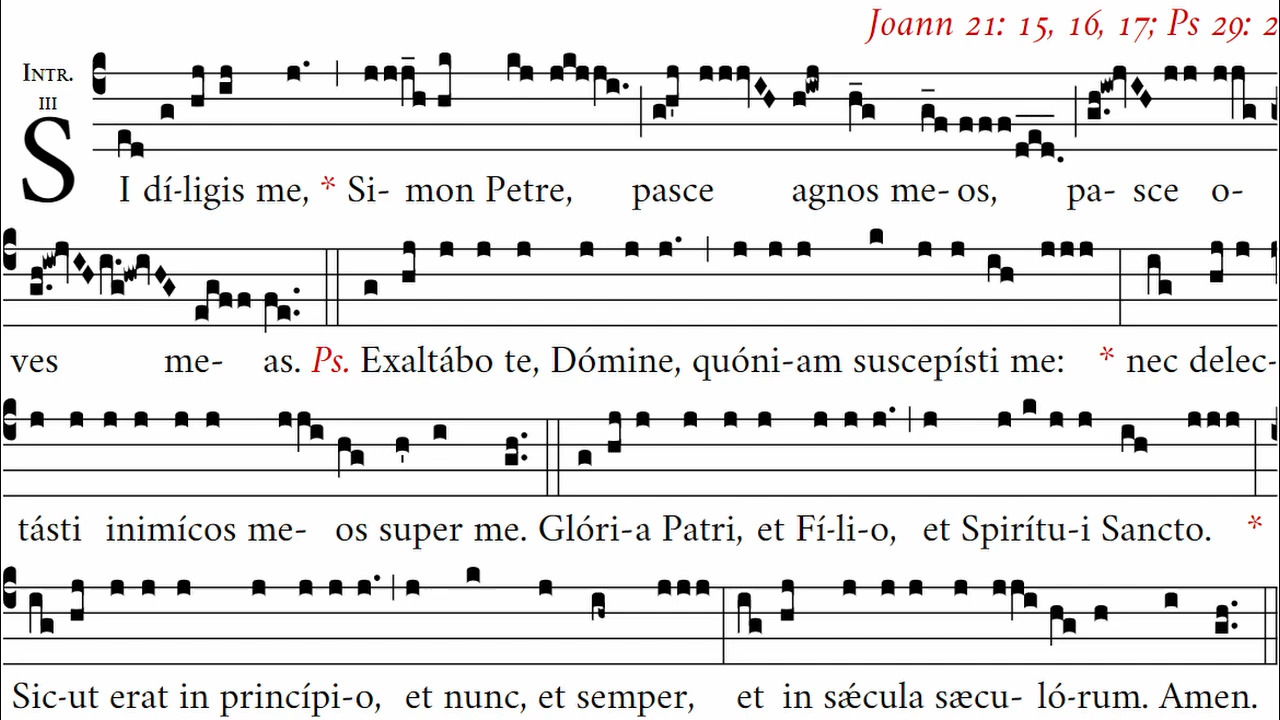 Joann 21: 15, 16, 17; Ps 29: 2
INTR.
III
SI dí-ligis me, * Si- mon Petre, pasce agnos me-os, pa- sce o-
ves me- as. Ps. Exaltábo te, Dómine, quóni-am suscepísti me: * nec delec-
tásti inimícos me- os super me. Glóri-a Patri, et Fí-li-o, et Spirítu-i Sancto. *
Sic-ut erat in princípi-o, et nunc, et semper, et in sǽcula sæcu- ló-rum. Amen.